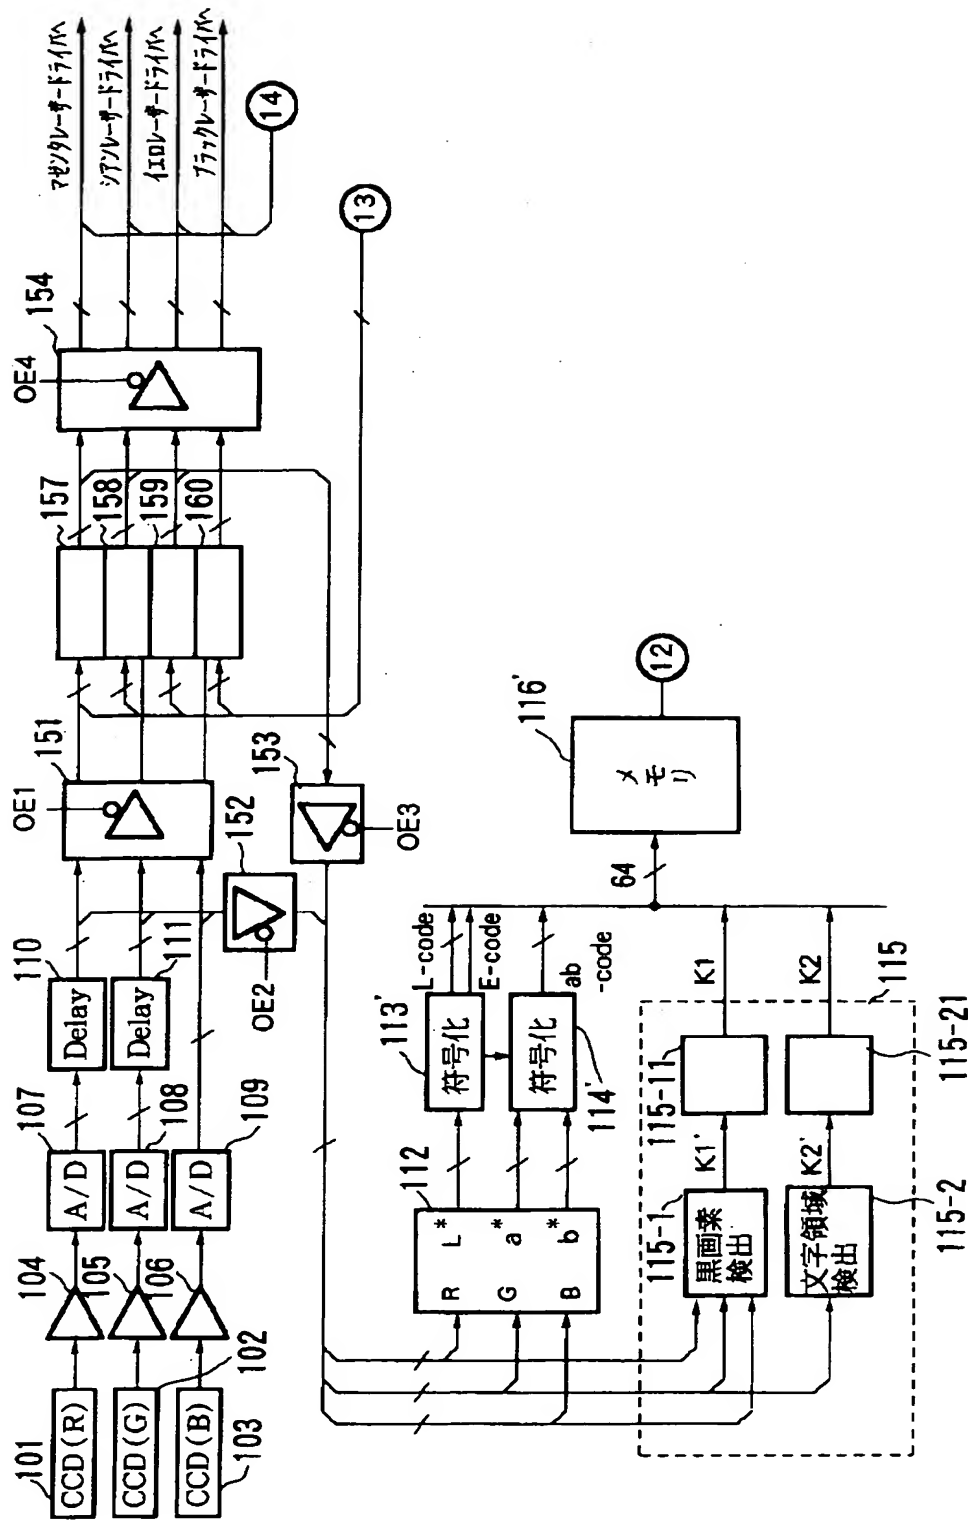 101
CCD(R)
CCD(G)
102
CCD(B)
103
104
105
106
107
A/D
108
A/D
109
A/D
110
Delay
111
Delay
OE1
151
OE2
152
153
OE3
157
158
159
160
OE4
154
マゼンタレーザードライバへ
シアンレーザードライバへ
イエロレーザードライバへ
ブラックレーザードライバへ
14
13
112
R
L*
G
a*
B
b*
113'
符号化
符号化
114'
L-code
E-code
ab
-code
64
116'
メモリ
12
115-1
黒画素
検出
文字領域
検出
115-2
K1'
K2'
115-11
115-21
K1
K2
115